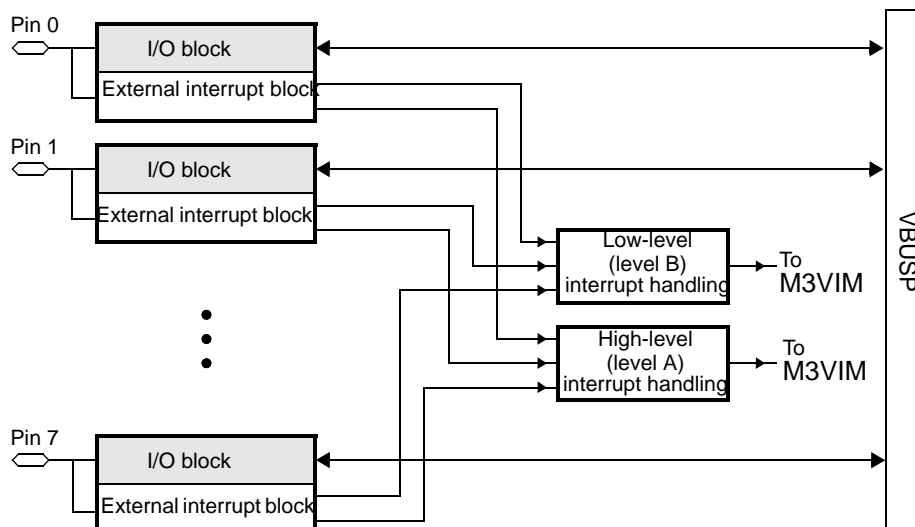 Pin 0
I/O block
External interrupt block
Pin 1
I/O block
External interrupt block
Low-level
(level B)
interrupt handling
To
M3VIM
High-level
(level A)
interrupt handling
To
M3VIM
VBUSP
Pin 7
I/O block
External interrupt block